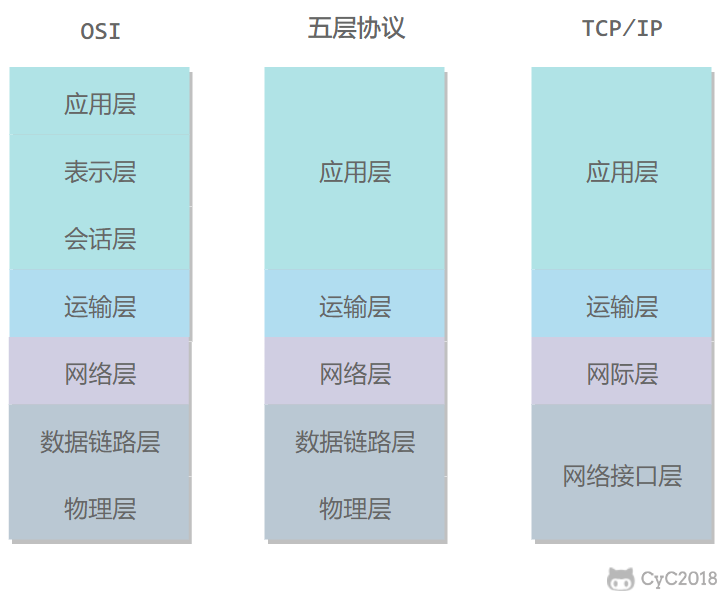 OSI
应用层
表示层
会话层
运输层
网络层
数据链路层
物理层
五层协议
应用层
运输层
网络层
数据链路层
物理层
TCP/IP
应用层
运输层
网际层
网络接口层
CyC2018